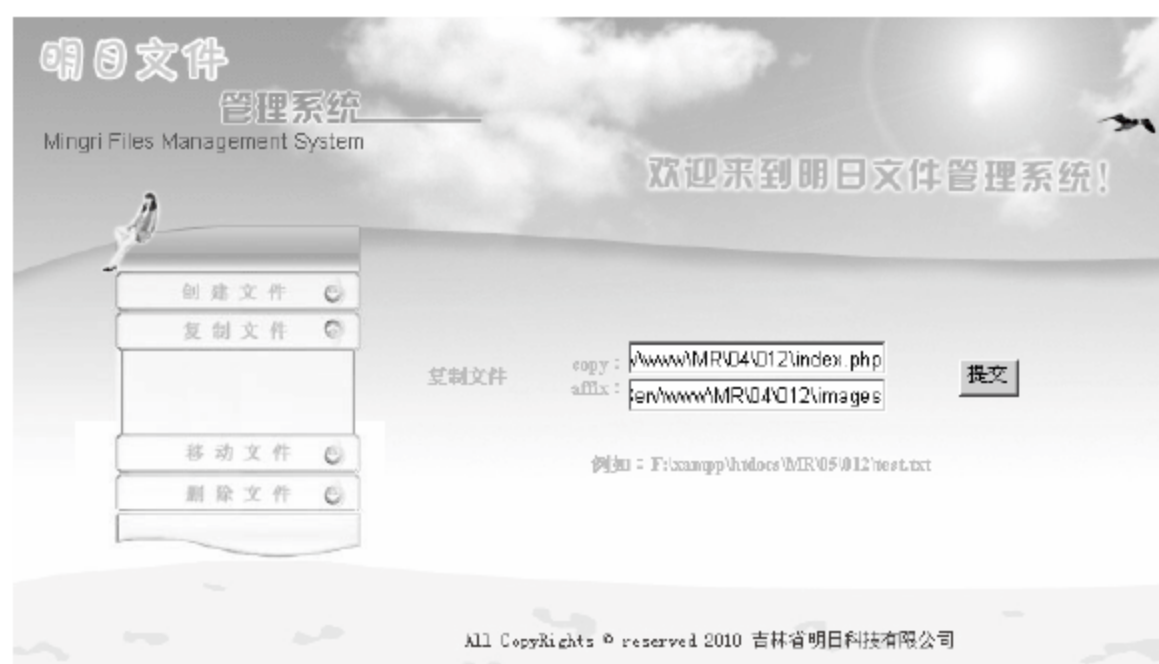 明日文件
管理系统
Mingri Files Management System
欢迎来到明日文件管理系统!
创建文件
复制文件
移动文件
删除文件
复制文件
copy:
\www\MR\04\012\index.php
affix:
er\www\MR\04\012\images
提交
例如:F:\xampp\htdocs\MR\05\012\test.txt
All CopyRights © reserved 2010 吉林省明日科技有限公司